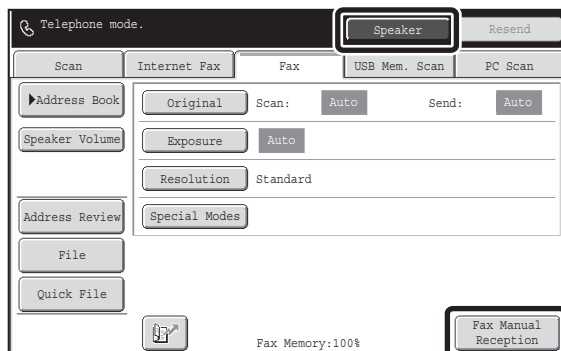 Telephone mode.
Speaker
Resend
Scan
Internet Fax
Fax
USB Mem. Scan
PC Scan
Address Book
Original
Scan:
Auto
Send:
Auto
Speaker Volume
Exposure
Auto
Resolution
Standard
Address Review
Special Modes
File
Quick File
Fax Memory:100%
Fax Manual
Reception